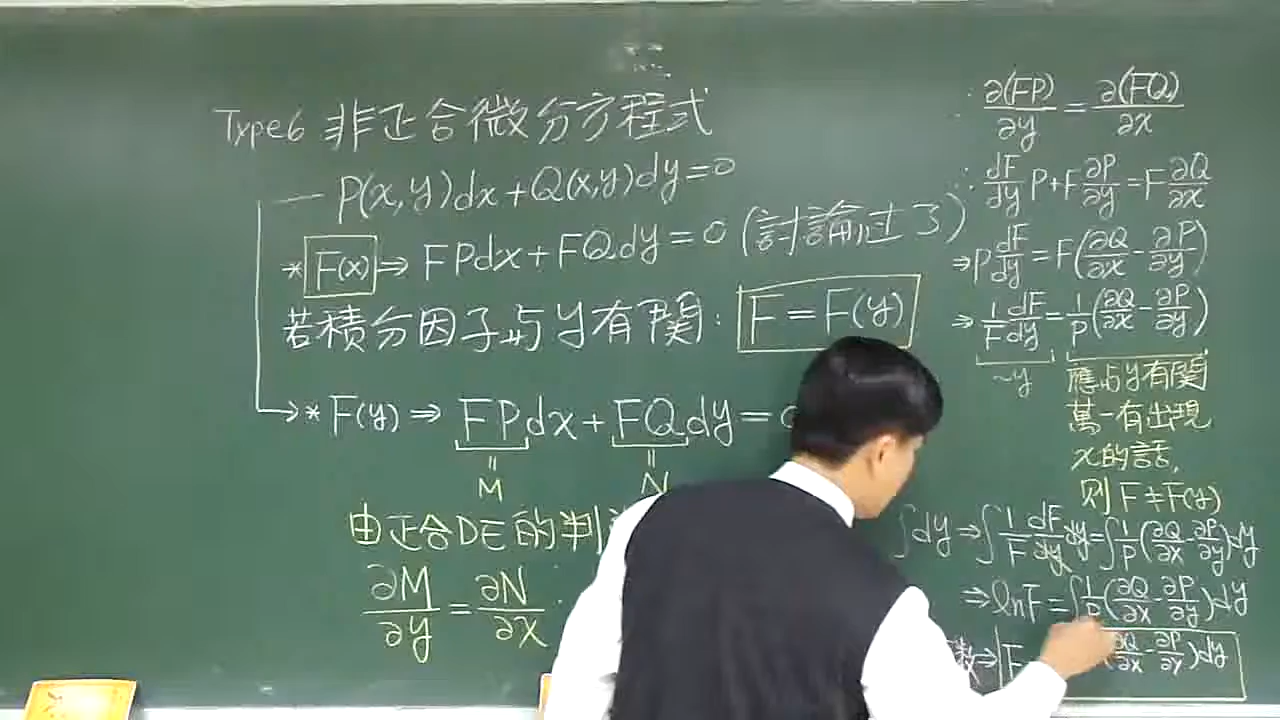 Type6 非正合微分方程式
P(x,y)dx+Q(x,y)dy=0
* F(x) ⇒ FPdx+FQdy=0 (討論过了)
若積分因子与y有関: F=F(y)
→* F(y) ⇒ FPdx+FQdy=0
= =
M N
由正合DE的判
∂M/∂y = ∂N/∂x
∵ ∂(FP)/∂y = ∂(FQ)/∂x
∴ dF/dy P+F ∂P/∂y = F ∂Q/∂x
⇒ P dF/dy = F(∂Q/∂x - ∂P/∂y)
⇒ 1/F dF/dy = 1/P (∂Q/∂x - ∂P/∂y)
~y
應与y有関
萬一有出現
x的話,
则 F≠F(y)
∫dy ⇒ ∫ 1/F dF/dy dy = ∫ 1/P (∂Q/∂x - ∂P/∂y)dy
⇒ lnF = ∫ 1/P (∂Q/∂x - ∂P/∂y)dy
数⇒ F (∂Q/∂x - ∂P/∂y)dy